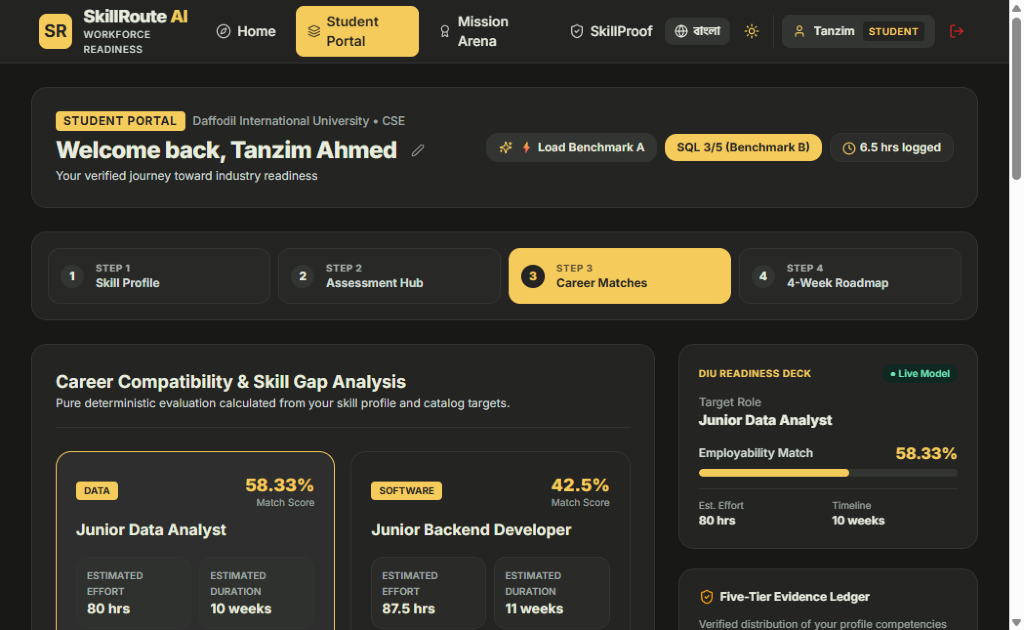 SR
SkillRoute AI
WORKFORCE
READINESS
Home
Student
Portal
Mission
Arena
SkillProof
বাংলা
Tanzim
STUDENT
STUDENT PORTAL
Daffodil International University • CSE
Welcome back, Tanzim Ahmed
Your verified journey toward industry readiness
Load Benchmark A
SQL 3/5 (Benchmark B)
6.5 hrs logged
1
STEP 1
Skill Profile
2
STEP 2
Assessment Hub
3
STEP 3
Career Matches
4
STEP 4
4-Week Roadmap
Career Compatibility & Skill Gap Analysis
Pure deterministic evaluation calculated from your skill profile and catalog targets.
DATA
58.33%
Match Score
Junior Data Analyst
ESTIMATED
EFFORT
80 hrs
ESTIMATED
DURATION
10 weeks
SOFTWARE
42.5%
Match Score
Junior Backend Developer
ESTIMATED
EFFORT
87.5 hrs
ESTIMATED
DURATION
11 weeks
DIU READINESS DECK
● Live Model
Target Role
Junior Data Analyst
Employability Match
58.33%
Est. Effort
80 hrs
Timeline
10 weeks
Five-Tier Evidence Ledger
Verified distribution of your profile competencies